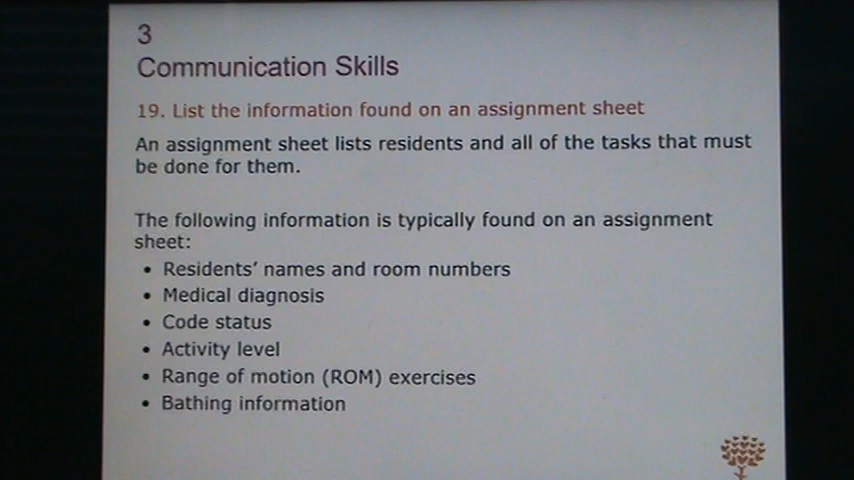 3
Communication Skills
19. List the information found on an assignment sheet
An assignment sheet lists residents and all of the tasks that must
be done for them.
The following information is typically found on an assignment
sheet:
• Residents' names and room numbers
• Medical diagnosis
• Code status
• Activity level
• Range of motion (ROM) exercises
• Bathing information